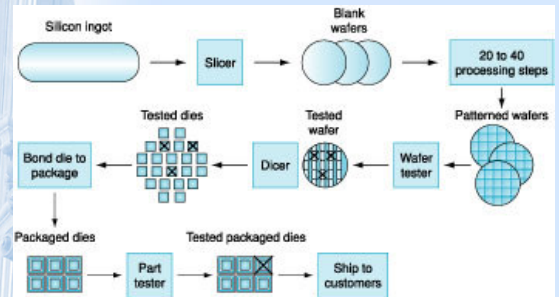 Silicon ingot
Slicer
Blank
wafers
20 to 40
processing steps
Patterned wafers
Wafer
tester
Tested
wafer
Dicer
Tested dies
Bond die to
package
Packaged dies
Part
tester
Tested packaged dies
Ship to
customers